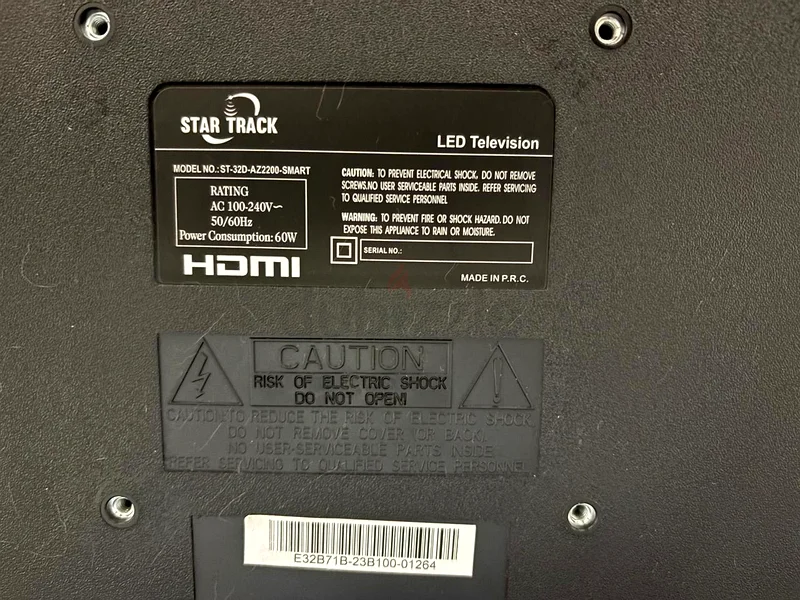 STAR TRACK
LED Television
MODEL NO.:ST-32D-AZ2200-SMART
RATING
AC 100-240V~
50/60Hz
Power Consumption: 60W
HDMI
CAUTION: TO PREVENT ELECTRICAL SHOCK, DO NOT REMOVE
SCREWS.NO USER SERVICEABLE PARTS INSIDE. REFER SERVICING
TO QUALIFIED SERVICE PERSONNEL
WARNING: TO PREVENT FIRE OR SHOCK HAZARD. DO NOT
EXPOSE THIS APPLIANCE TO RAIN OR MOISTURE.
SERIAL NO.:
MADE IN P.R.C.
CAUTION
RISK OF ELECTRIC SHOCK
DO NOT OPEN!
CAUTION:TO REDUCE THE RISK OF ELECTRIC SHOCK
DO NOT REMOVE COVER (OR BACK).
NO USER-SERVICEABLE PARTS INSIDE
REFER SERVICING TO QUALIFIED SERVICE PERSONNEL
E32B71B-23B100-01264